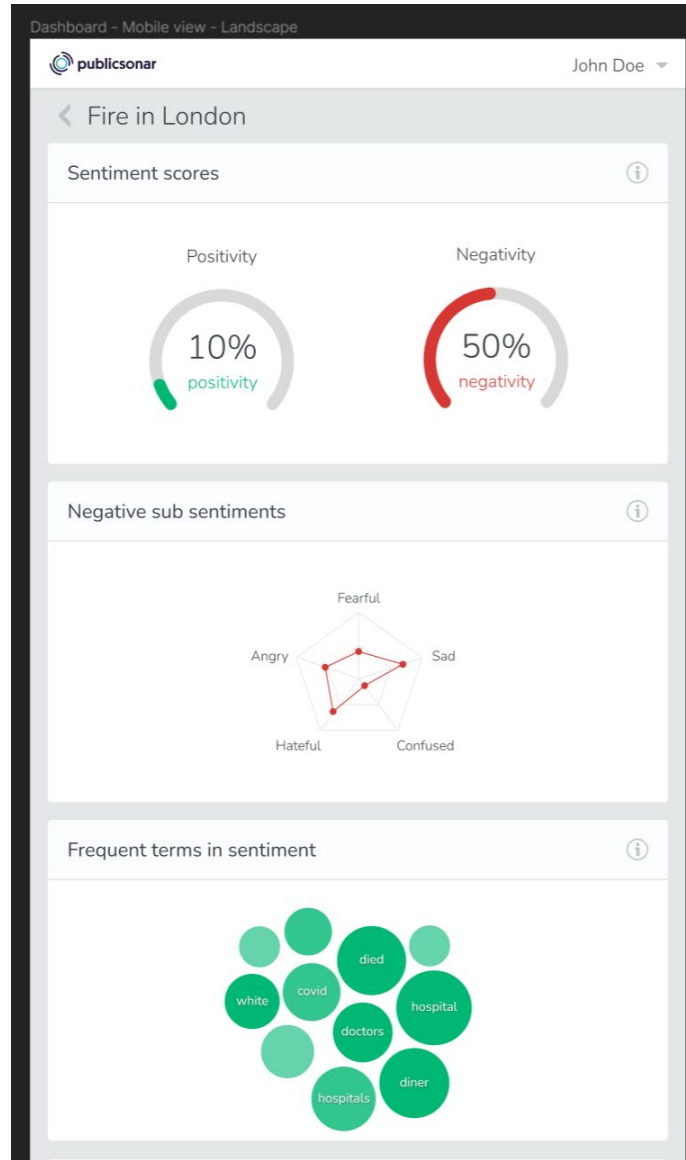 Dashboard - Mobile view - Landscape
publicsonar
John Doe
Fire in London
Sentiment scores
Positivity
Negativity
10%
positivity
50%
negativity
Negative sub sentiments
Fearful
Angry
Sad
Hateful
Confused
Frequent terms in sentiment
died
white
covid
hospital
doctors
diner
hospitals